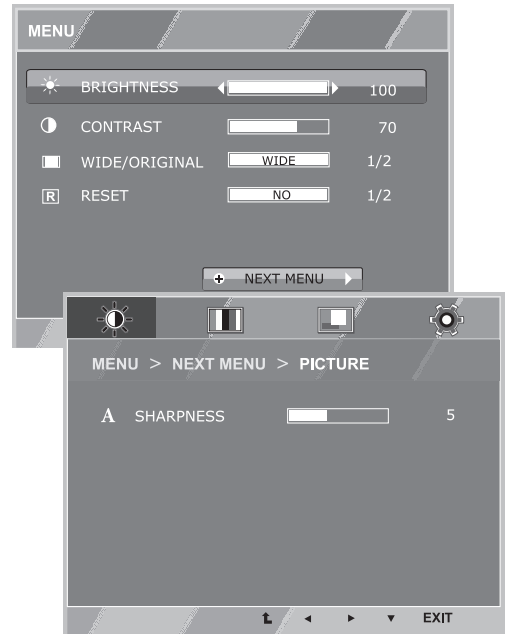 MENU
BRIGHTNESS 100
CONTRAST 70
WIDE/ORIGINAL WIDE 1/2
R RESET NO 1/2
NEXT MENU
MENU > NEXT MENU > PICTURE
A SHARPNESS 5
EXIT